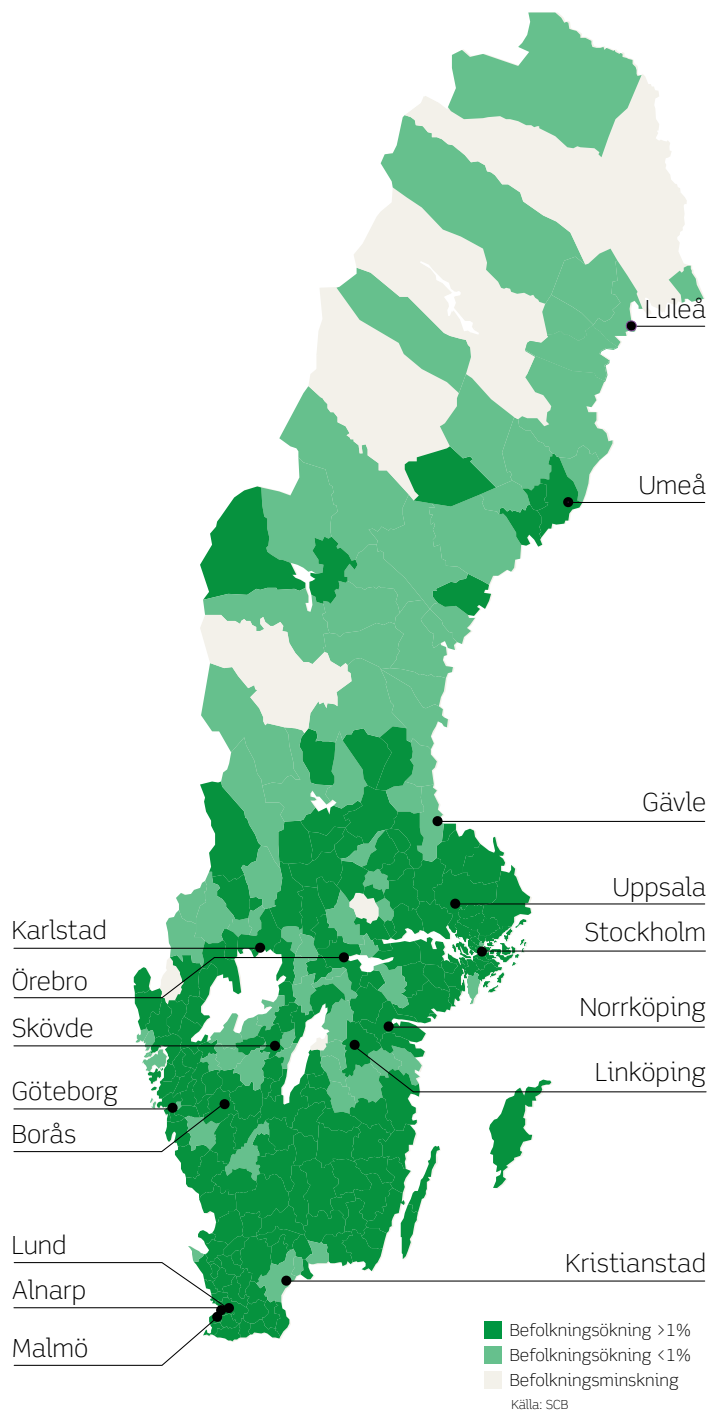 Luleå
Umeå
Gävle
Uppsala
Karlstad
Stockholm
Örebro
Norrköping
Skövde
Linköping
Göteborg
Borås
Lund
Kristianstad
Alnarp
Malmö
Befolkningsökning >1%
Befolkningsökning <1%
Befolkningsminskning
Källa: SCB